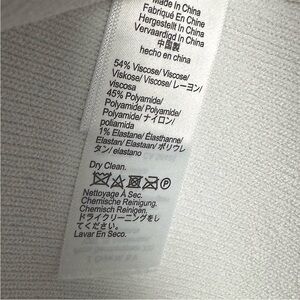 Made In China
Fabriqué En Chine
Hergestellt In China
Vervaardigd In China
中国製
hecho en china
54% Viscose/ Viscose/
Viskose/ Viscose/ レーヨン/
viscosa
45% Polyamide/
Polyamide/ Polyamid/
Polyamide/ ナイロン/
poliamida
1% Elastane/ Élasthanne/
Elastan/ Elastaan/ ポリウレ
タン/ elastano
Dry Clean.
P
Nettoyage À Sec.
Chemische Reinigung.
Chemisch Reinigen.
ドライクリーニングをし
てください。
Lavar En Seco.